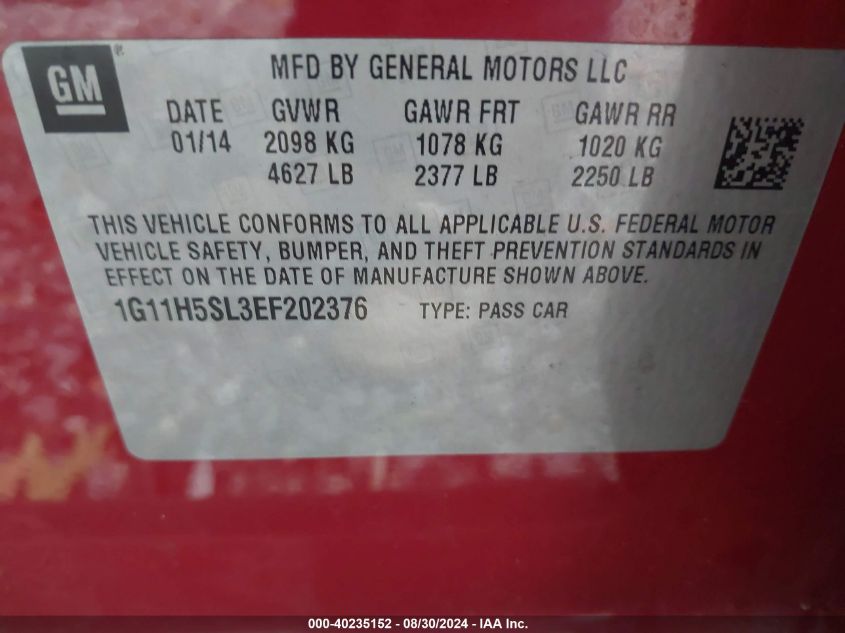 GM®
MFD BY GENERAL MOTORS LLC
DATE GVWR GAWR FRT GAWR RR
01/14 2098 KG 1078 KG 1020 KG
4627 LB 2377 LB 2250 LB
THIS VEHICLE CONFORMS TO ALL APPLICABLE U.S. FEDERAL MOTOR
VEHICLE SAFETY, BUMPER, AND THEFT PREVENTION STANDARDS IN
EFFECT ON THE DATE OF MANUFACTURE SHOWN ABOVE.
1G11H5SL3EF202376 TYPE: PASS CAR
000-40235152 - 08/30/2024 - IAA Inc.